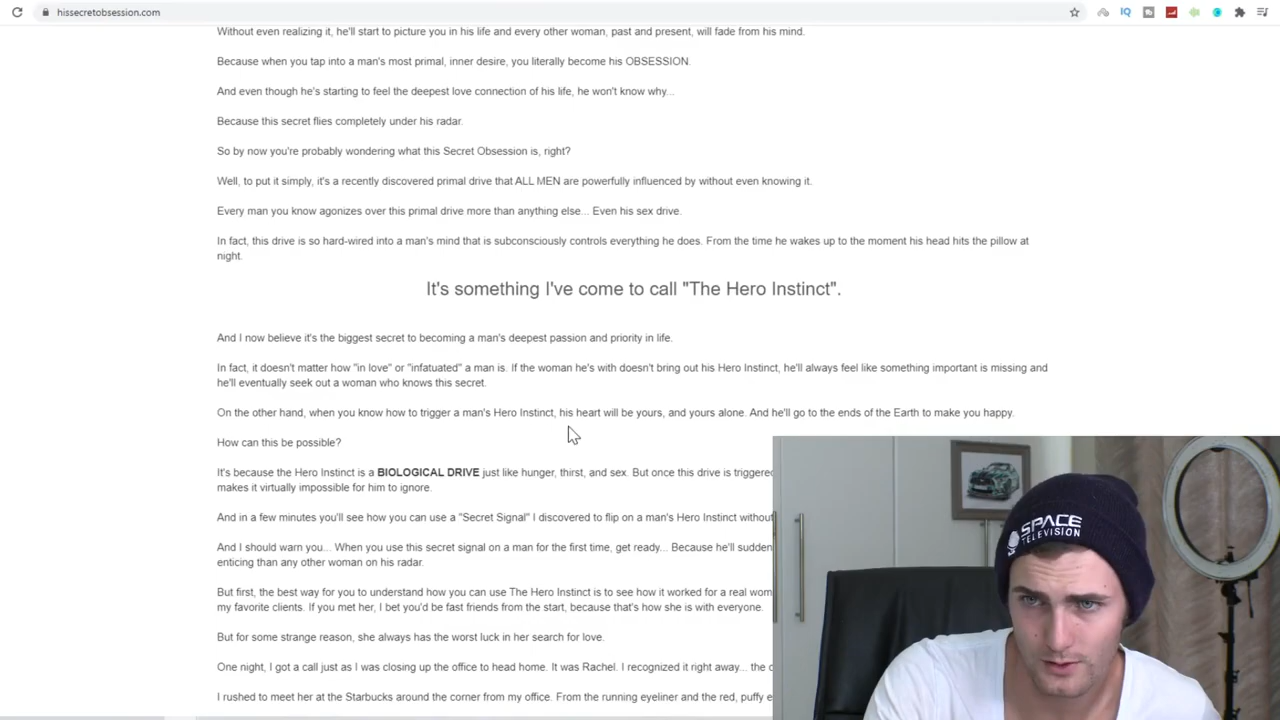 hissecretobsession.com
Without even realizing it, he'll start to picture you in his life and every other woman, past and present, will fade from his mind.
Because when you tap into a man's most primal, inner desire, you literally become his OBSESSION.
And even though he's starting to feel the deepest love connection of his life, he won't know why...
Because this secret flies completely under his radar.
So by now you're probably wondering what this Secret Obsession is, right?
Well, to put it simply, it's a recently discovered primal drive that ALL MEN are powerfully influenced by without even knowing it.
Every man you know agonizes over this primal drive more than anything else... Even his sex drive.
In fact, this drive is so hard-wired into a man's mind that is subconsciously controls everything he does. From the time he wakes up to the moment his head hits the pillow at
night.
It's something I've come to call "The Hero Instinct".
And I now believe it's the biggest secret to becoming a man's deepest passion and priority in life.
In fact, it doesn't matter how "in love" or "infatuated" a man is. If the woman he's with doesn't bring out his Hero Instinct, he'll always feel like something important is missing and
he'll eventually seek out a woman who knows this secret.
On the other hand, when you know how to trigger a man's Hero Instinct, his heart will be yours, and yours alone. And he'll go to the ends of the Earth to make you happy.
How can this be possible?
It's because the Hero Instinct is a BIOLOGICAL DRIVE just like hunger, thirst, and sex. But once this drive is triggered
makes it virtually impossible for him to ignore.
And in a few minutes you'll see how you can use a "Secret Signal" I discovered to flip on a man's Hero Instinct without
And I should warn you... When you use this secret signal on a man for the first time, get ready... Because he'll
enticing than any other woman on his radar.
But first, the best way for you to understand how you can use The Hero Instinct is to see how it worked for a real
my favorite clients. If you met her, I bet you'd be fast friends from the start, because that's how she is with everyone.
But for some strange reason, she always has the worst luck in her search for love.
One night, I got a call just as I was closing up the office to head home. It was Rachel. I recognized it right away... the
I rushed to meet her at the Starbucks around the corner from my office. From the running eyeliner and the red, puffy
SPACE
TELEVISION
IQ